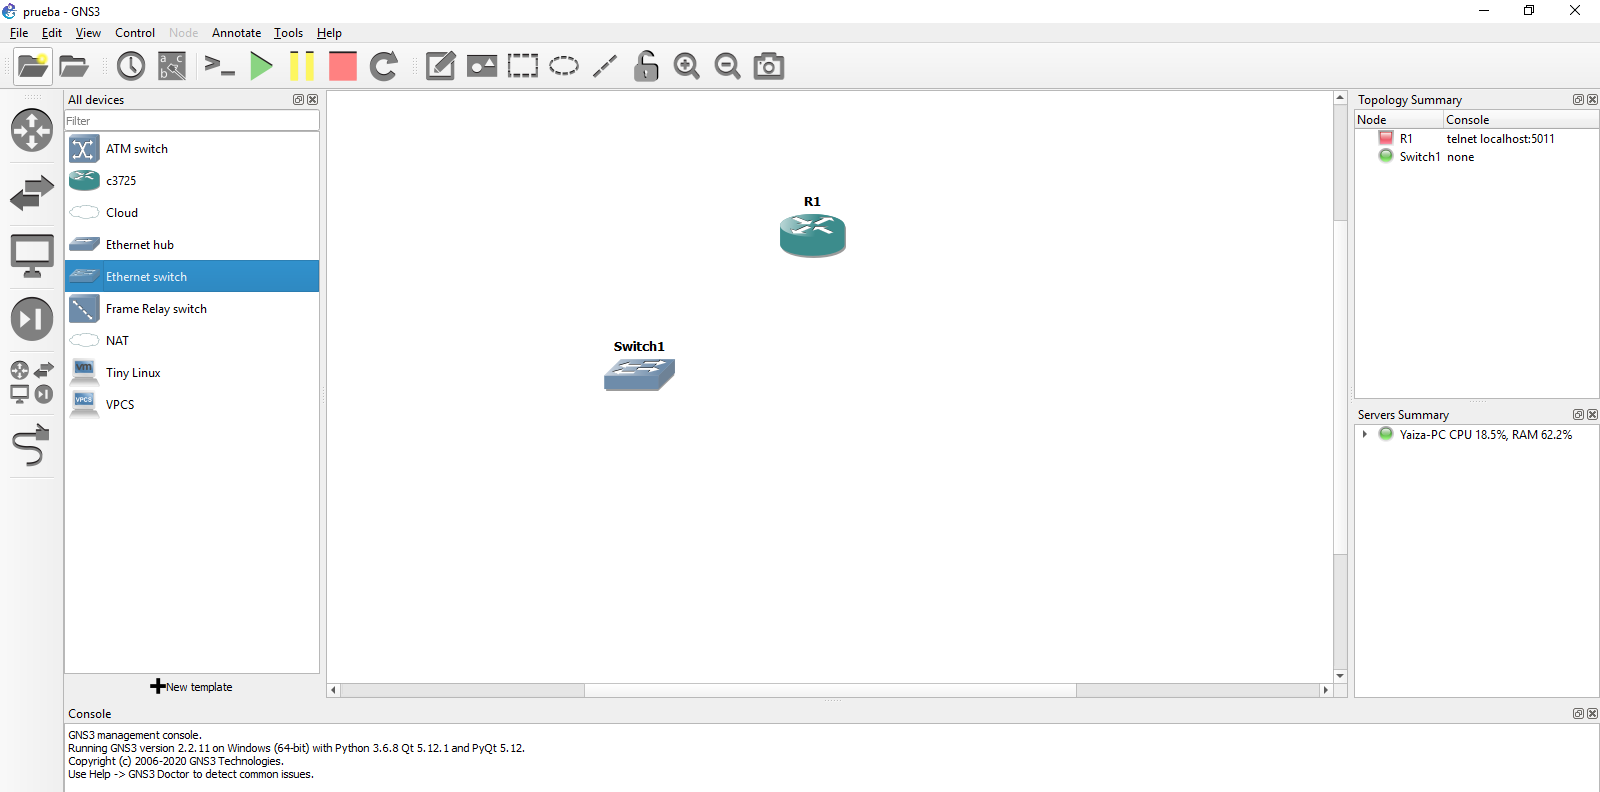 prueba - GNS3
File Edit View Control Node Annotate Tools Help
a c
b
All devices
Filter
ATM switch
c3725
Cloud
Ethernet hub
Ethernet switch
Frame Relay switch
NAT
vm
Tiny Linux
VPCS
VPCS
New template
R1
Switch1
Topology Summary
Node Console
R1 telnet localhost:5011
Switch1 none
Servers Summary
Yaiza-PC CPU 18.5%, RAM 62.2%
Console
GNS3 management console.
Running GNS3 version 2.2.11 on Windows (64-bit) with Python 3.6.8 Qt 5.12.1 and PyQt 5.12.
Copyright (c) 2006-2020 GNS3 Technologies.
Use Help -> GNS3 Doctor to detect common issues.